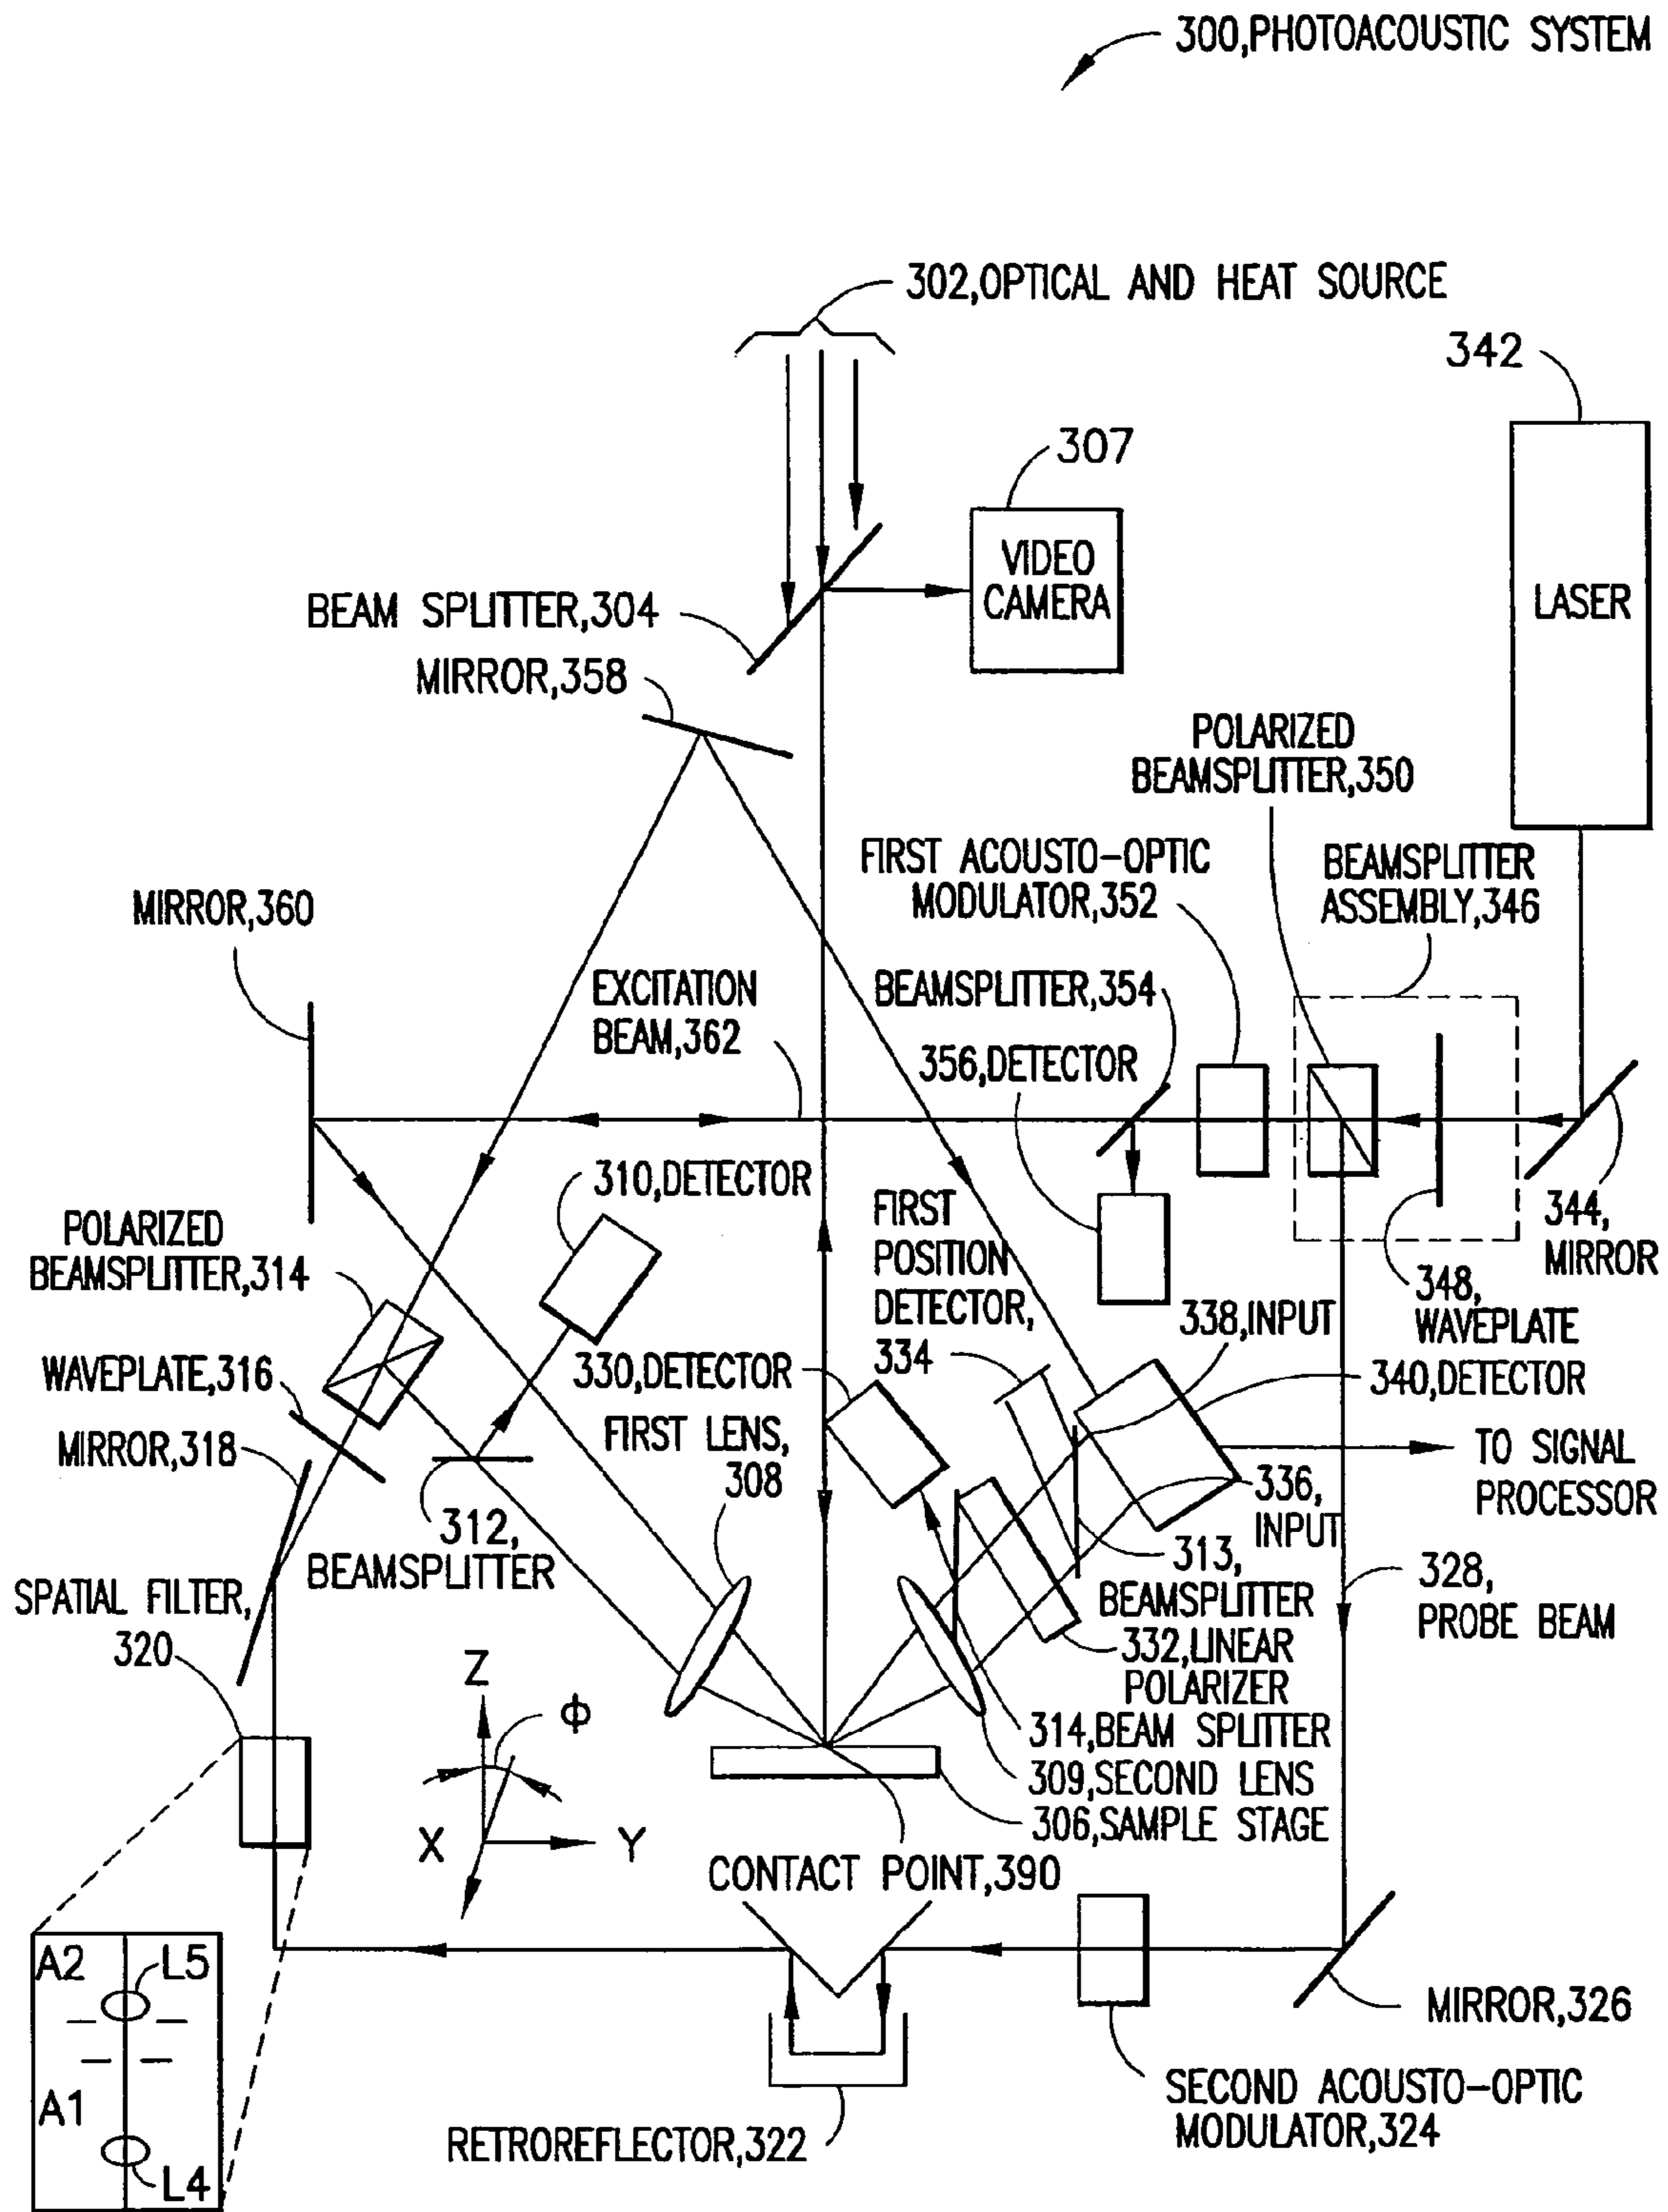 300,PHOTOACOUSTIC SYSTEM
302,OPTICAL AND HEAT SOURCE
342
307
VIDEO
CAMERA
LASER
BEAM SPLITTER,304
MIRROR,358
POLARIZED
BEAMSPLITTER,350
FIRST ACOUSTO-OPTIC
MODULATOR,352
BEAMSPLITTER
ASSEMBLY,346
MIRROR,360
EXCITATION
BEAM,362
BEAMSPLITTER,354
356,DETECTOR
310,DETECTOR
FIRST
POSITION
DETECTOR,
334
344,
MIRROR
POLARIZED
BEAMSPLITTER,314
348,
WAVEPLATE
338,INPUT
WAVEPLATE,316
330,DETECTOR
340,DETECTOR
MIRROR,318
FIRST LENS,
308
TO SIGNAL
PROCESSOR
336,
INPUT
312,
BEAMSPLITTER
313,
BEAMSPLITTER
328,
PROBE BEAM
SPATIAL FILTER,
320
332,LINEAR
POLARIZER
314,BEAM SPLITTER
309,SECOND LENS
306,SAMPLE STAGE
Z
Φ
X
Y
CONTACT POINT,390
A2
L5
A1
L4
MIRROR,326
SECOND ACOUSTO-OPTIC
MODULATOR,324
RETROREFLECTOR,322